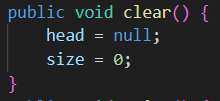 public void clear() {
    head = null;
    size = 0;
}